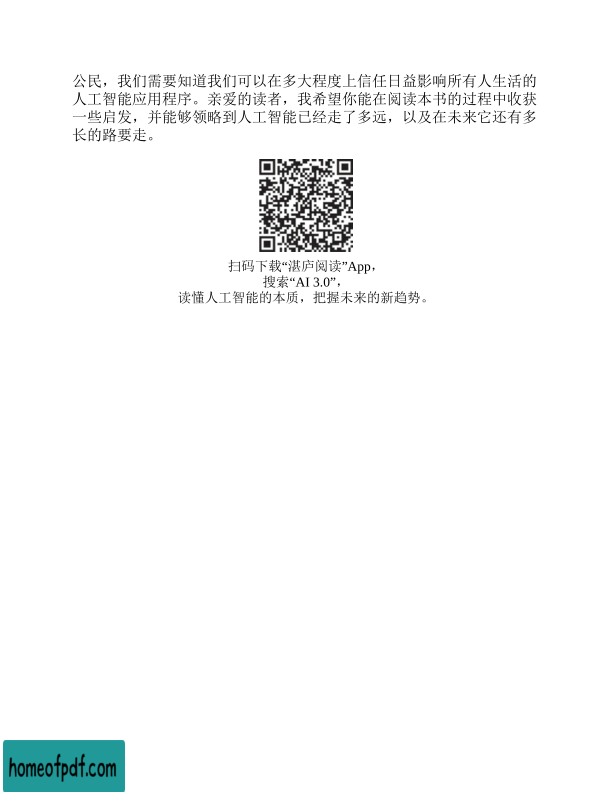 公民，我们需要知道我们可以在多大程度上信任日益影响所有人生活的
人工智能应用程序。亲爱的读者，我希望你能在阅读本书的过程中收获
一些启发，并能够领略到人工智能已经走了多远，以及在未来它还有多
长的路要走。
扫码下载“湛庐阅读”App，
搜索“AI 3.0”，
读懂人工智能的本质，把握未来的新趋势。
homeofpdf.com